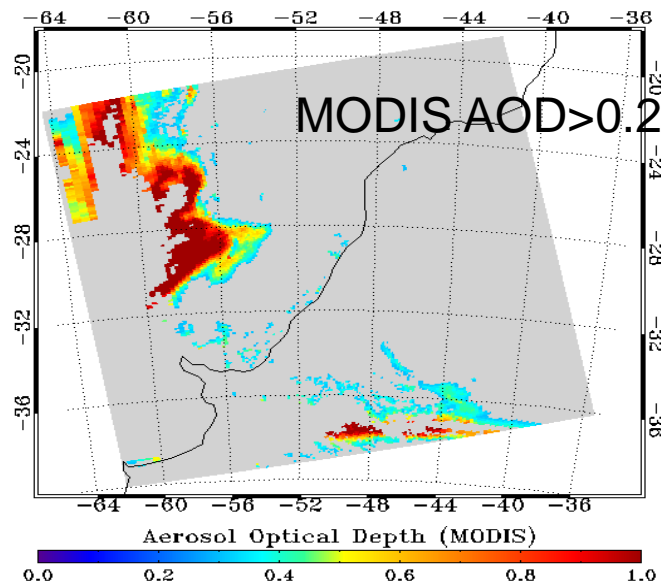 −64 −60 −56 −52 −48 −44 −40 −36
−20 −20
MODIS AOD>0.2
−24 −24
−28 −28
−32 −32
−36 −36
−64 −60 −56 −52 −48 −44 −40 −36
Aerosol Optical Depth (MODIS)
0.0 0.2 0.4 0.6 0.8 1.0